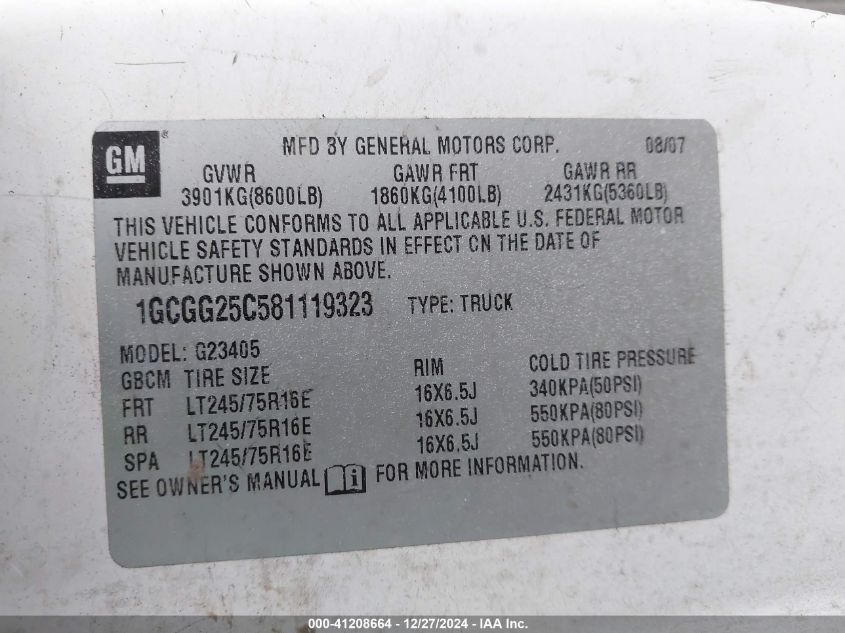 GM ® MFD BY GENERAL MOTORS CORP. 08/07
GVWR GAWR FRT GAWR RR
3901KG(8600LB) 1860KG(4100LB) 2431KG(5360LB)
THIS VEHICLE CONFORMS TO ALL APPLICABLE U.S. FEDERAL MOTOR
VEHICLE SAFETY STANDARDS IN EFFECT ON THE DATE OF
MANUFACTURE SHOWN ABOVE.
1GCGG25C581119323 TYPE: TRUCK
MODEL: G23405
GBCM TIRE SIZE RIM COLD TIRE PRESSURE
FRT LT245/75R16E 16X6.5J 340KPA(50PSI)
RR LT245/75R16E 16X6.5J 550KPA(80PSI)
SPA LT245/75R16E 16X6.5J 550KPA(80PSI)
SEE OWNER'S MANUAL i FOR MORE INFORMATION.
000-41208664 - 12/27/2024 - IAA Inc.